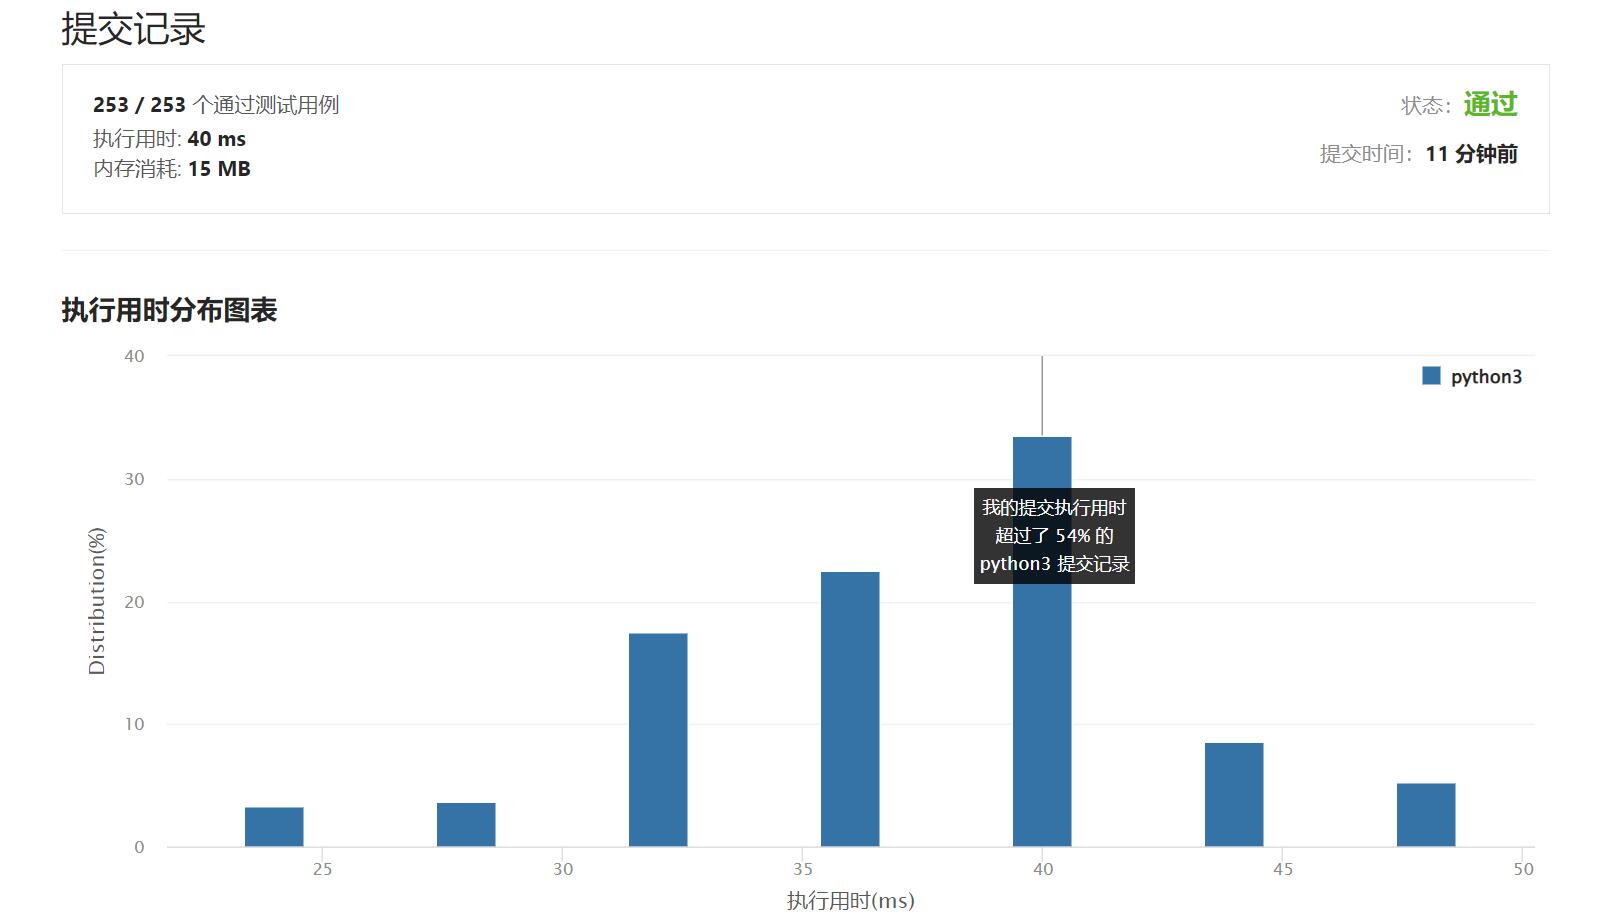 提交记录
253 / 253 个通过测试用例
状态：通过
执行用时: 40 ms
提交时间：11 分钟前
内存消耗: 15 MB
执行用时分布图表
40
python3
30
我的提交执行用时
超过了 54% 的
python3 提交记录
Distribution(%)
20
10
0
25
30
35
40
45
50
执行用时(ms)